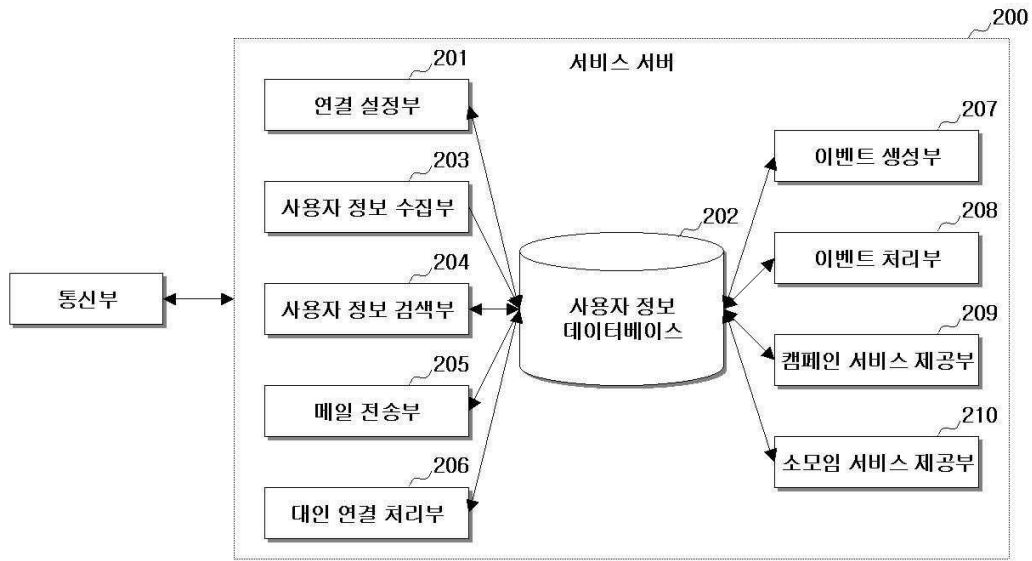 200
서비스 서버
201
연결 설정부
203
사용자 정보 수집부
204
사용자 정보 검색부
205
메일 전송부
206
대인 연결 처리부
통신부
202
사용자 정보
데이터베이스
207
이벤트 생성부
208
이벤트 처리부
209
캠페인 서비스 제공부
210
소모임 서비스 제공부